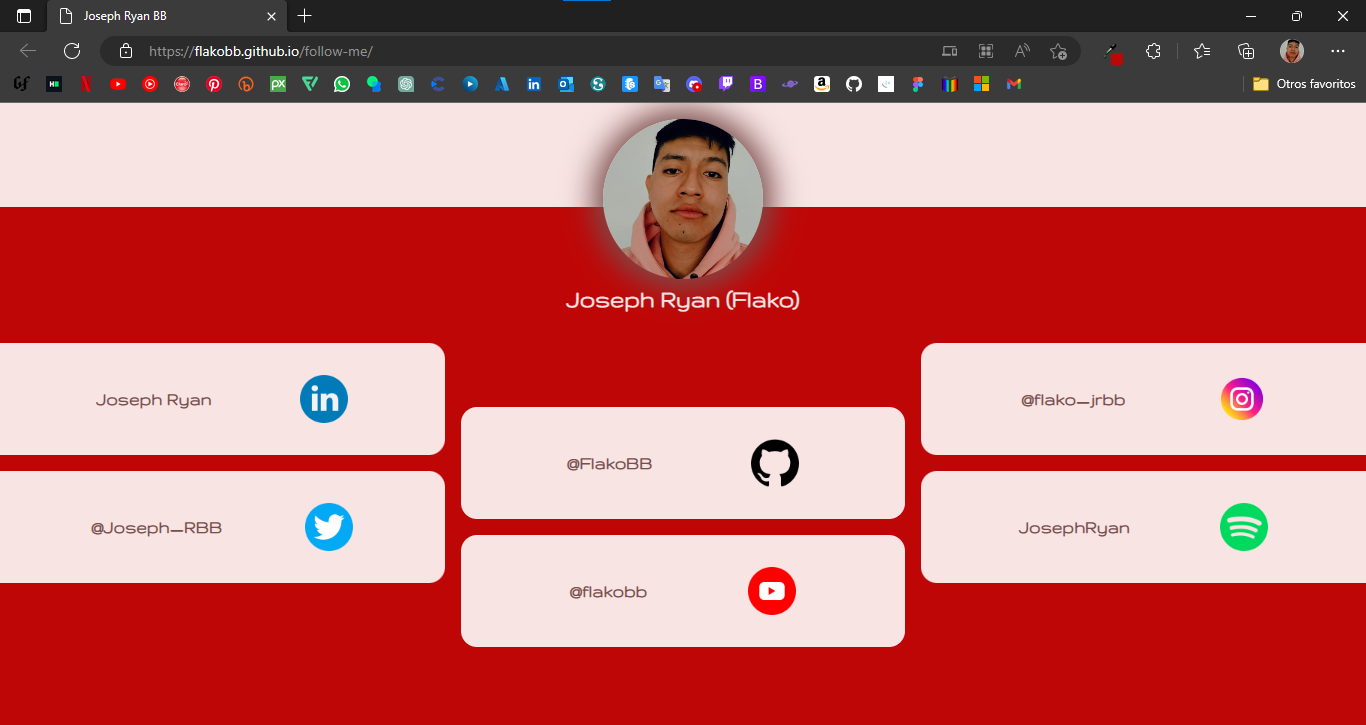 Joseph Ryan BB
https://flakobb.github.io/follow-me/
Otros favoritos
Joseph Ryan (Flako)
Joseph Ryan
@Joseph_RBB
@FlakoBB
@flakobb
@flako_jrbb
JosephRyan